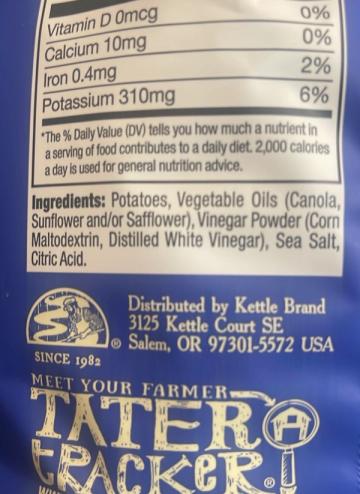 Vitamin D 0mcg 0%
Calcium 10mg 0%
Iron 0.4mg 2%
Potassium 310mg 6%
*The % Daily Value (DV) tells you how much a nutrient in
a serving of food contributes to a daily diet. 2,000 calories
a day is used for general nutrition advice.
Ingredients: Potatoes, Vegetable Oils (Canola,
Sunflower and/or Safflower), Vinegar Powder (Corn
Maltodextrin, Distilled White Vinegar), Sea Salt,
Citric Acid.
Distributed by Kettle Brand
3125 Kettle Court SE
® Salem, OR 97301-5572 USA
SINCE 1982
MEET YOUR FARMER
TATER
TRACKER!®